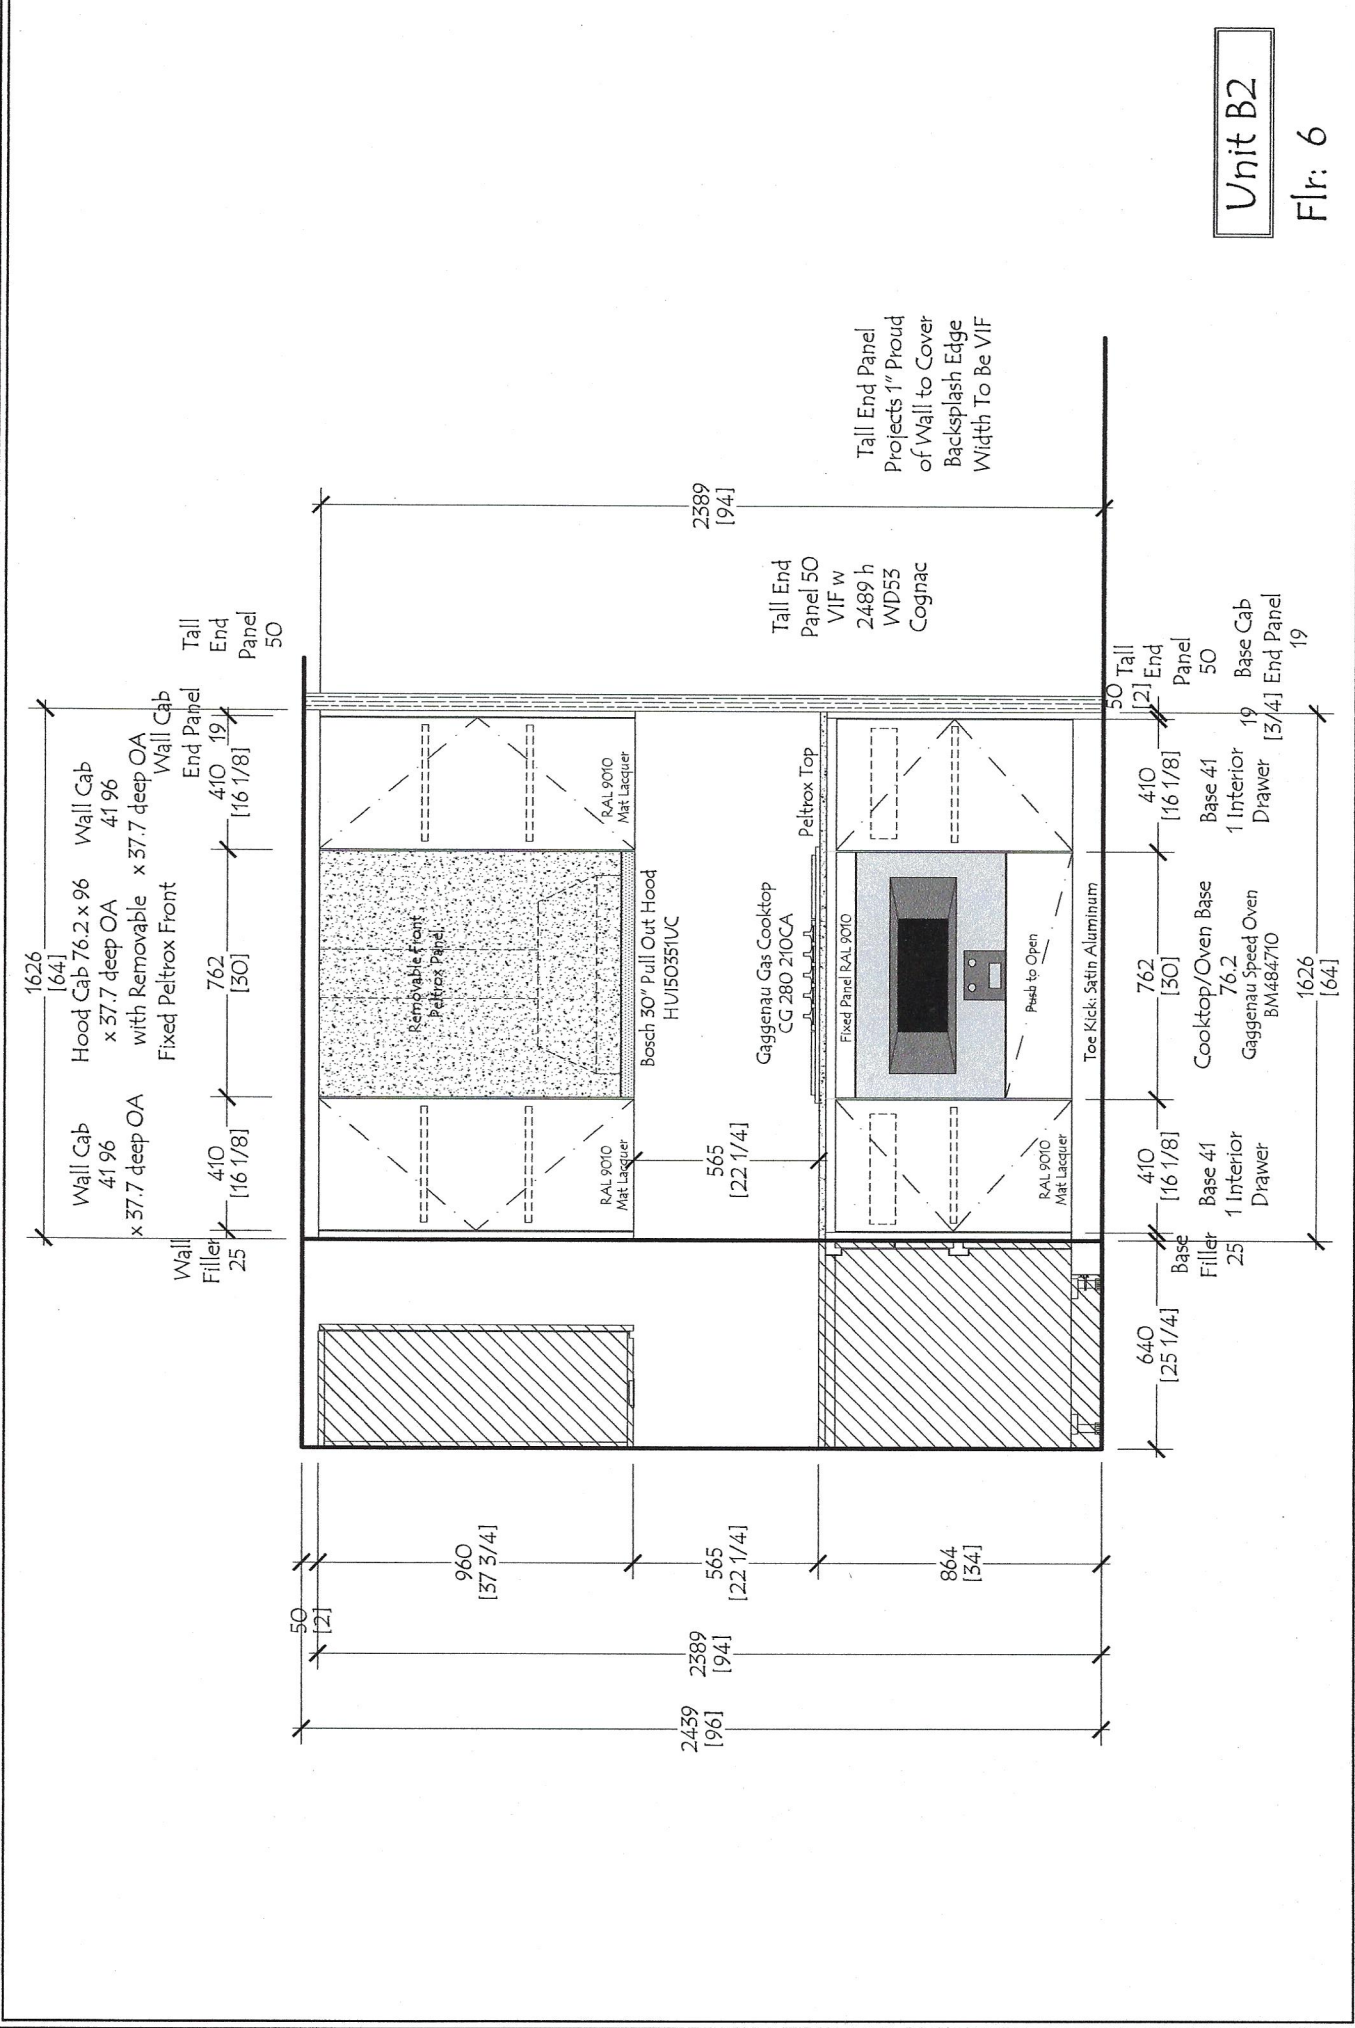 1626
[64]
Wall Cab
41 96
x 37.7 deep OA
Hood Cab 76.2 x 96
x 37.7 deep OA
with Removable
Fixed Peltrox Front
Wall Cab
41 96
x 37.7 deep OA
Wall
Filler
25
410
[16 1/8]
762
[30]
410
[16 1/8]
Wall Cab
End Panel
19
Tall
End
Panel
50
50
[2]
960
[37 3/4]
565
[22 1/4]
864
[34]
2389
[94]
2439
[96]
Removable Front
Peltrox Panel
RAL 9010
Mat Lacquer
RAL 9010
Mat Lacquer
Bosch 30" Pull Out Hood
HUI50351UC
565
[22 1/4]
Gaggenau Gas Cooktop
CG 280 210CA
Peltrox Top
Fixed Panel RAL 9010
Push to Open
RAL 9010
Mat Lacquer
Toe Kick: Satin Aluminum
2389
[94]
Tall End
Panel 50
VIF w
2489 h
WD53
Cognac
Tall End Panel
Projects 1" Proud
of Wall to Cover
Backsplash Edge
Width To Be VIF
640
[25 1/4]
Base
Filler
25
410
[16 1/8]
Base 41
1 Interior
Drawer
762
[30]
Cooktop/Oven Base
76.2
Gaggenau Speed Oven
BM484710
410
[16 1/8]
Base 41
1 Interior
Drawer
19
[3/4]
50
[2]
Tall
End
Panel
50
Base Cab
End Panel
19
1626
[64]
Unit B2
Flr: 6